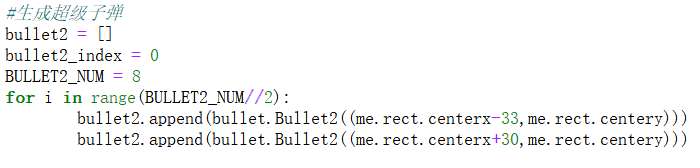 #生成超级子弹
bullet2 = []
bullet2_index = 0
BULLET2_NUM = 8
for i in range(BULLET2_NUM//2):
        bullet2.append(bullet.Bullet2((me.rect.centerx-33,me.rect.centery)))
        bullet2.append(bullet.Bullet2((me.rect.centerx+30,me.rect.centery)))